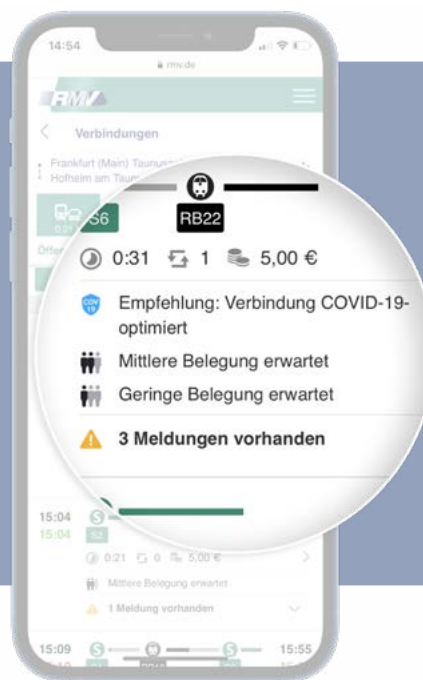 14:54
rmv.de
RMV
Verbindungen
Frankfurt (Main)
Hofheim am
S6 RB22
0:31 1 5,00 €
Empfehlung: Verbindung COVID-19-
optimiert
Mittlere Belegung erwartet
Geringe Belegung erwartet
3 Meldungen vorhanden
15:04
15:04 S2
0:21 0 5,00 €
Mittlere Belegung erwartet
1 Meldung vorhanden
15:09 15:55